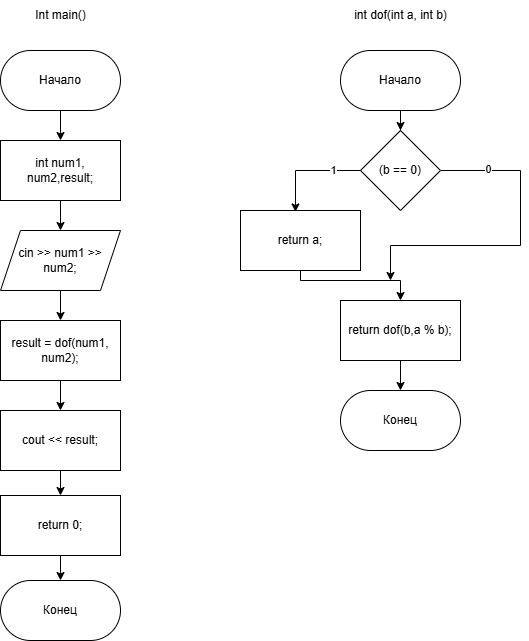 Int main()
Начало
int num1,
num2,result;
cin >> num1 >>
num2;
result = dof(num1,
num2);
cout << result;
return 0;
Конец
int dof(int a, int b)
Начало
(b == 0)
1
0
return a;
return dof(b,a % b);
Конец